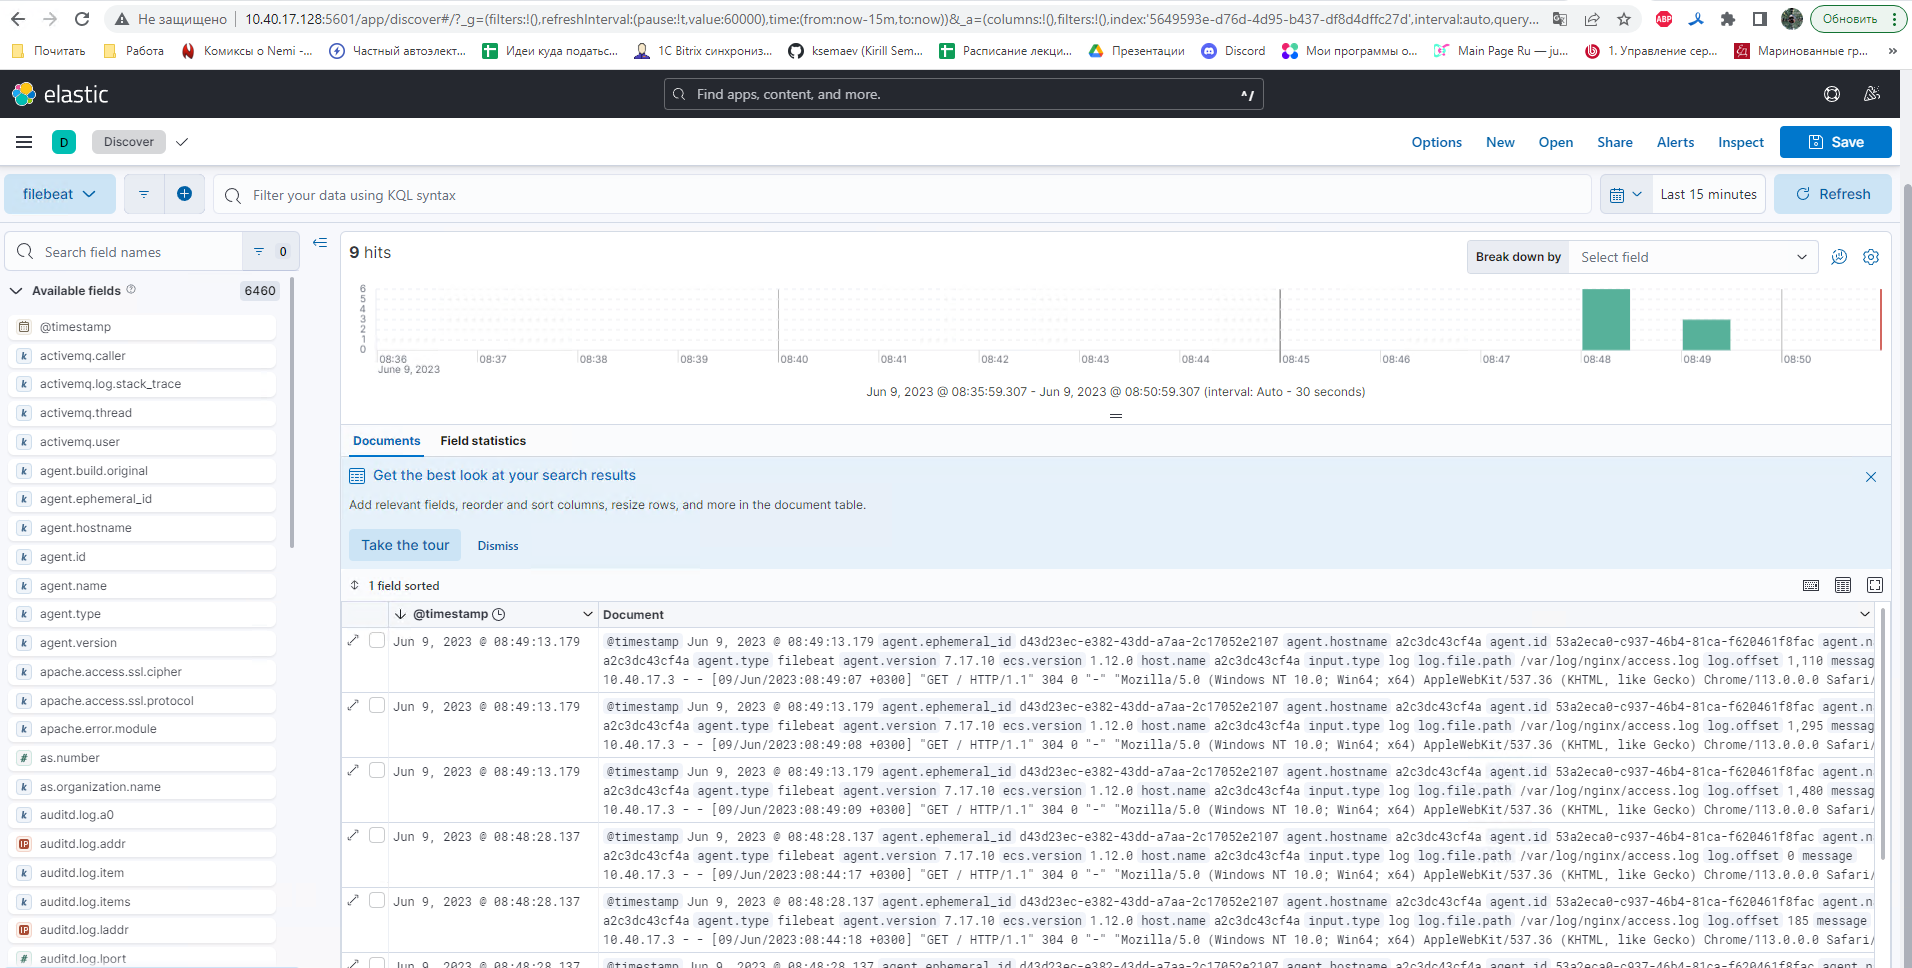 Не защищено 10.40.17.128:5601/app/discover#/?_g=(filters:!(),refreshInterval:(pause:!t,value:60000),time:(from:now-15m,to:now))&_a=(columns:!(),filters:!(),index:'5649593e-d76d-4d95-b437-df8d4dffc27d',interval:auto,query... ABP Обновить
Почитать Работа Комиксы о Nemi -... Частный автоэлект... Идеи куда податьс... 1C Bitrix синхрониз... ksemaev (Kirill Sem... Расписание лекци... Презентации Discord Мои программы о... Main Page Ru — ju... 1. Управление сер... Маринованные гр... »
elastic Find apps, content, and more. ^/
D Discover Options New Open Share Alerts Inspect Save
filebeat Filter your data using KQL syntax Last 15 minutes Refresh
Search field names 0
9 hits Break down by Select field
Available fields 6460
@timestamp
activemq.caller
activemq.log.stack_trace
activemq.thread
activemq.user
agent.build.original
agent.ephemeral_id
agent.hostname
agent.id
agent.name
agent.type
agent.version
apache.access.ssl.cipher
apache.access.ssl.protocol
apache.error.module
as.number
as.organization.name
auditd.log.a0
auditd.log.addr
auditd.log.item
auditd.log.items
auditd.log.laddr
auditd.log.lport
6
5
4
3
2
1
0
08:36 08:37 08:38 08:39 08:40 08:41 08:42 08:43 08:44 08:45 08:46 08:47 08:48 08:49 08:50
June 9, 2023
Jun 9, 2023 @ 08:35:59.307 - Jun 9, 2023 @ 08:50:59.307 (interval: Auto - 30 seconds)
Documents Field statistics
Get the best look at your search results
Add relevant fields, reorder and sort columns, resize rows, and more in the document table.
Take the tour Dismiss
1 field sorted
@timestamp Document
Jun 9, 2023 @ 08:49:13.179 @timestamp Jun 9, 2023 @ 08:49:13.179 agent.ephemeral_id d43d23ec-e382-43dd-a7aa-2c17052e2107 agent.hostname a2c3dc43cf4a agent.id 53a2eca0-c937-46b4-81ca-f620461f8fac agent.n
a2c3dc43cf4a agent.type filebeat agent.version 7.17.10 ecs.version 1.12.0 host.name a2c3dc43cf4a input.type log log.file.path /var/log/nginx/access.log log.offset 1,110 messag
10.40.17.3 - - [09/Jun/2023:08:49:07 +0300] "GET / HTTP/1.1" 304 0 "-" "Mozilla/5.0 (Windows NT 10.0; Win64; x64) AppleWebKit/537.36 (KHTML, like Gecko) Chrome/113.0.0.0 Safari/
Jun 9, 2023 @ 08:49:13.179 @timestamp Jun 9, 2023 @ 08:49:13.179 agent.ephemeral_id d43d23ec-e382-43dd-a7aa-2c17052e2107 agent.hostname a2c3dc43cf4a agent.id 53a2eca0-c937-46b4-81ca-f620461f8fac agent.n
a2c3dc43cf4a agent.type filebeat agent.version 7.17.10 ecs.version 1.12.0 host.name a2c3dc43cf4a input.type log log.file.path /var/log/nginx/access.log log.offset 1,295 messag
10.40.17.3 - - [09/Jun/2023:08:49:08 +0300] "GET / HTTP/1.1" 304 0 "-" "Mozilla/5.0 (Windows NT 10.0; Win64; x64) AppleWebKit/537.36 (KHTML, like Gecko) Chrome/113.0.0.0 Safari/
Jun 9, 2023 @ 08:49:13.179 @timestamp Jun 9, 2023 @ 08:49:13.179 agent.ephemeral_id d43d23ec-e382-43dd-a7aa-2c17052e2107 agent.hostname a2c3dc43cf4a agent.id 53a2eca0-c937-46b4-81ca-f620461f8fac agent.n
a2c3dc43cf4a agent.type filebeat agent.version 7.17.10 ecs.version 1.12.0 host.name a2c3dc43cf4a input.type log log.file.path /var/log/nginx/access.log log.offset 1,480 messag
10.40.17.3 - - [09/Jun/2023:08:49:09 +0300] "GET / HTTP/1.1" 304 0 "-" "Mozilla/5.0 (Windows NT 10.0; Win64; x64) AppleWebKit/537.36 (KHTML, like Gecko) Chrome/113.0.0.0 Safari/
Jun 9, 2023 @ 08:48:28.137 @timestamp Jun 9, 2023 @ 08:48:28.137 agent.ephemeral_id d43d23ec-e382-43dd-a7aa-2c17052e2107 agent.hostname a2c3dc43cf4a agent.id 53a2eca0-c937-46b4-81ca-f620461f8fac agent.n
a2c3dc43cf4a agent.type filebeat agent.version 7.17.10 ecs.version 1.12.0 host.name a2c3dc43cf4a input.type log log.file.path /var/log/nginx/access.log log.offset 0 message
10.40.17.3 - - [09/Jun/2023:08:44:17 +0300] "GET / HTTP/1.1" 304 0 "-" "Mozilla/5.0 (Windows NT 10.0; Win64; x64) AppleWebKit/537.36 (KHTML, like Gecko) Chrome/113.0.0.0 Safari/
Jun 9, 2023 @ 08:48:28.137 @timestamp Jun 9, 2023 @ 08:48:28.137 agent.ephemeral_id d43d23ec-e382-43dd-a7aa-2c17052e2107 agent.hostname a2c3dc43cf4a agent.id 53a2eca0-c937-46b4-81ca-f620461f8fac agent.n
a2c3dc43cf4a agent.type filebeat agent.version 7.17.10 ecs.version 1.12.0 host.name a2c3dc43cf4a input.type log log.file.path /var/log/nginx/access.log log.offset 185 message
10.40.17.3 - - [09/Jun/2023:08:44:18 +0300] "GET / HTTP/1.1" 304 0 "-" "Mozilla/5.0 (Windows NT 10.0; Win64; x64) AppleWebKit/537.36 (KHTML, like Gecko) Chrome/113.0.0.0 Safari/
Jun 9, 2023 @ 08:48:28.137 @timestamp Jun 9, 2023 @ 08:48:28.137 agent.ephemeral_id d43d23ec-e382-43dd-a7aa-2c17052e2107 agent.hostname a2c3dc43cf4a agent.id 53a2eca0-c937-46b4-81ca-f620461f8fac agent.n